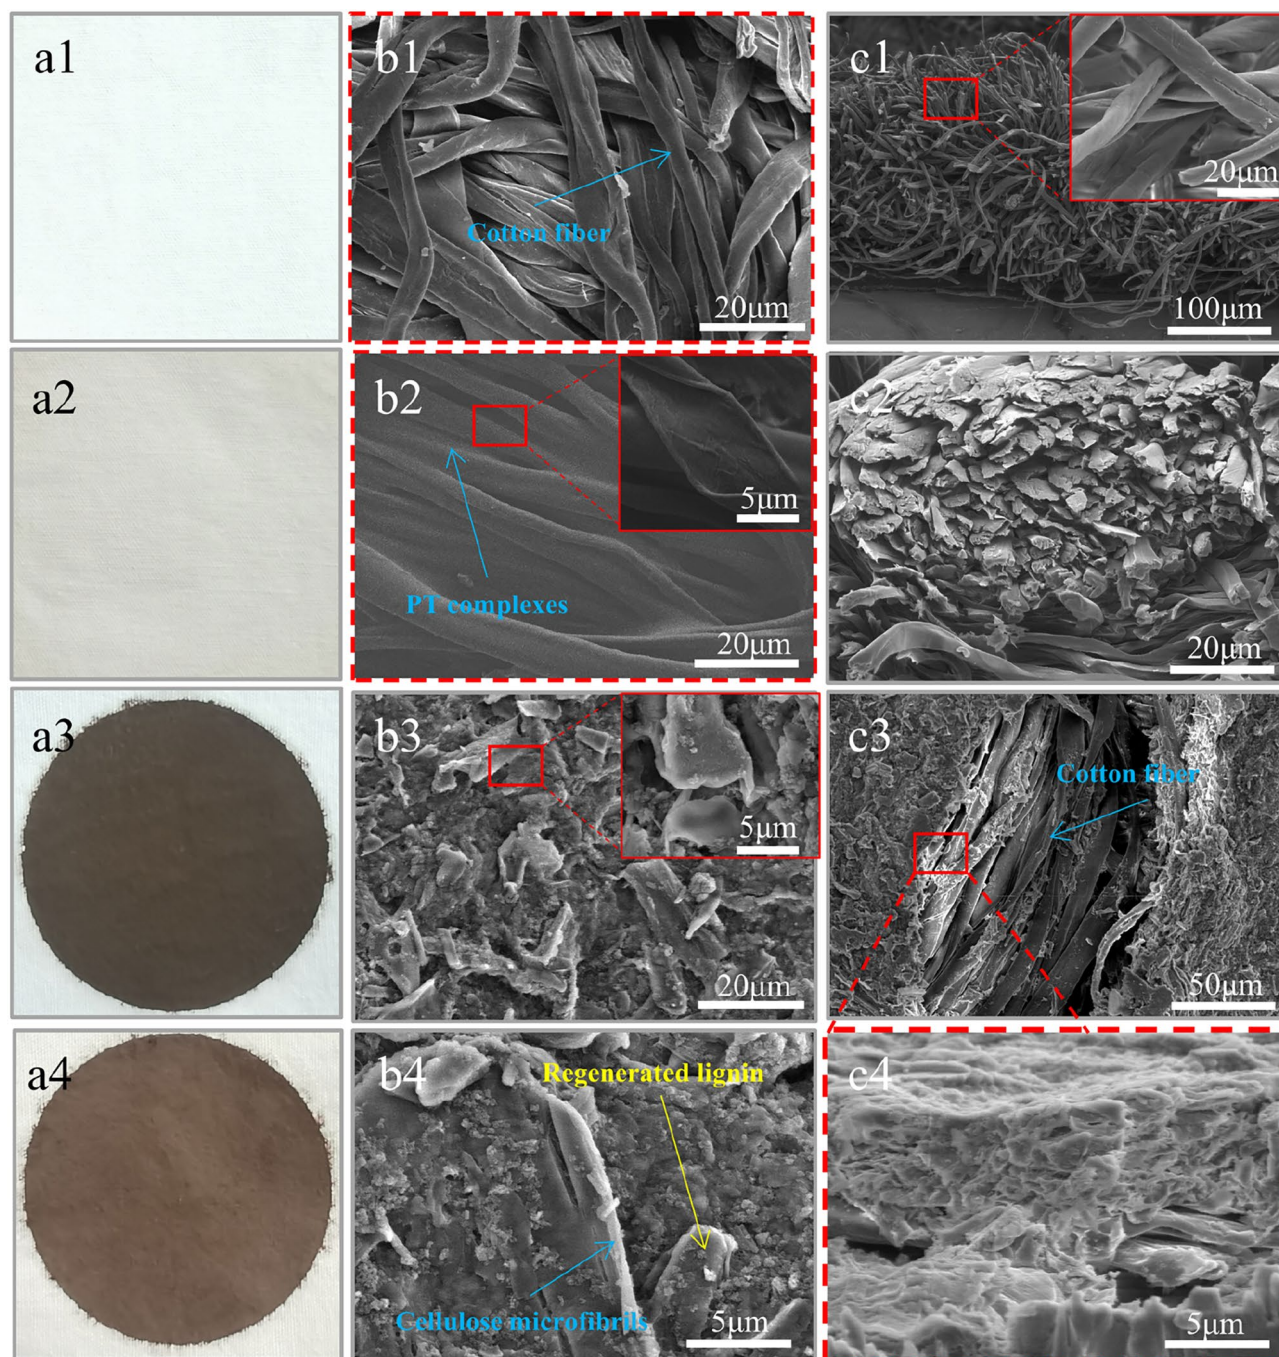 a1
b1
Cotton fiber
20μm
c1
20μm
100μm
a2
b2
5μm
PT complexes
20μm
c2
20μm
a3
b3
5μm
20μm
c3
Cotton fiber
50μm
a4
b4
Regenerated lignin
Cellulose microfibrils
5μm
c4
5μm